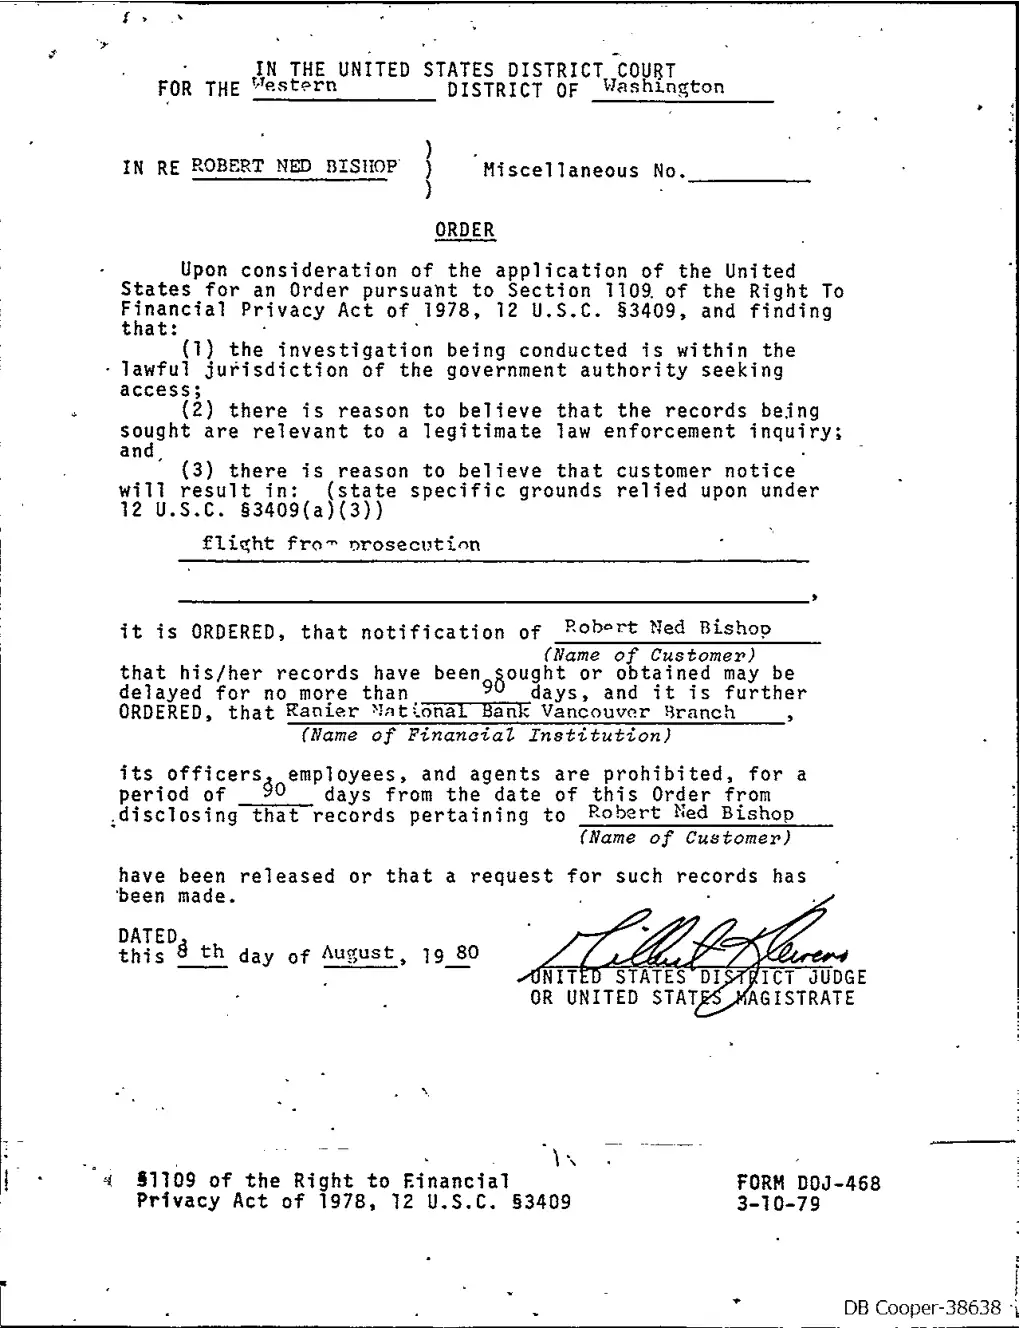 IN THE UNITED STATES DISTRICT COURT
FOR THE Western DISTRICT OF Washington
IN RE ROBERT NED BISHOP ) Miscellaneous No.
)
)
ORDER
Upon consideration of the application of the United
States for an Order pursuant to Section 1109 of the Right To
Financial Privacy Act of 1978, 12 U.S.C. §3409, and finding
that:
(1) the investigation being conducted is within the
lawful jurisdiction of the government authority seeking
access;
(2) there is reason to believe that the records being
sought are relevant to a legitimate law enforcement inquiry;
and
(3) there is reason to believe that customer notice
will result in: (state specific grounds relied upon under
12 U.S.C. §3409(a)(3))
flight from prosecution
,
it is ORDERED, that notification of Robert Ned Bishop
(Name of Customer)
that his/her records have been sought or obtained may be
delayed for no more than 90 days, and it is further
ORDERED, that Ranier National Bank Vancouver Branch ,
(Name of Financial Institution)
its officers, employees, and agents are prohibited, for a
period of 90 days from the date of this Order from
disclosing that records pertaining to Robert Ned Bishop
(Name of Customer)
have been released or that a request for such records has
been made.
DATED,
this 8 th day of August, 19 80
UNITED STATES DISTRICT JUDGE
OR UNITED STATES MAGISTRATE
§1109 of the Right to Financial
Privacy Act of 1978, 12 U.S.C. §3409
FORM DOJ-468
3-10-79
DB Cooper-38638